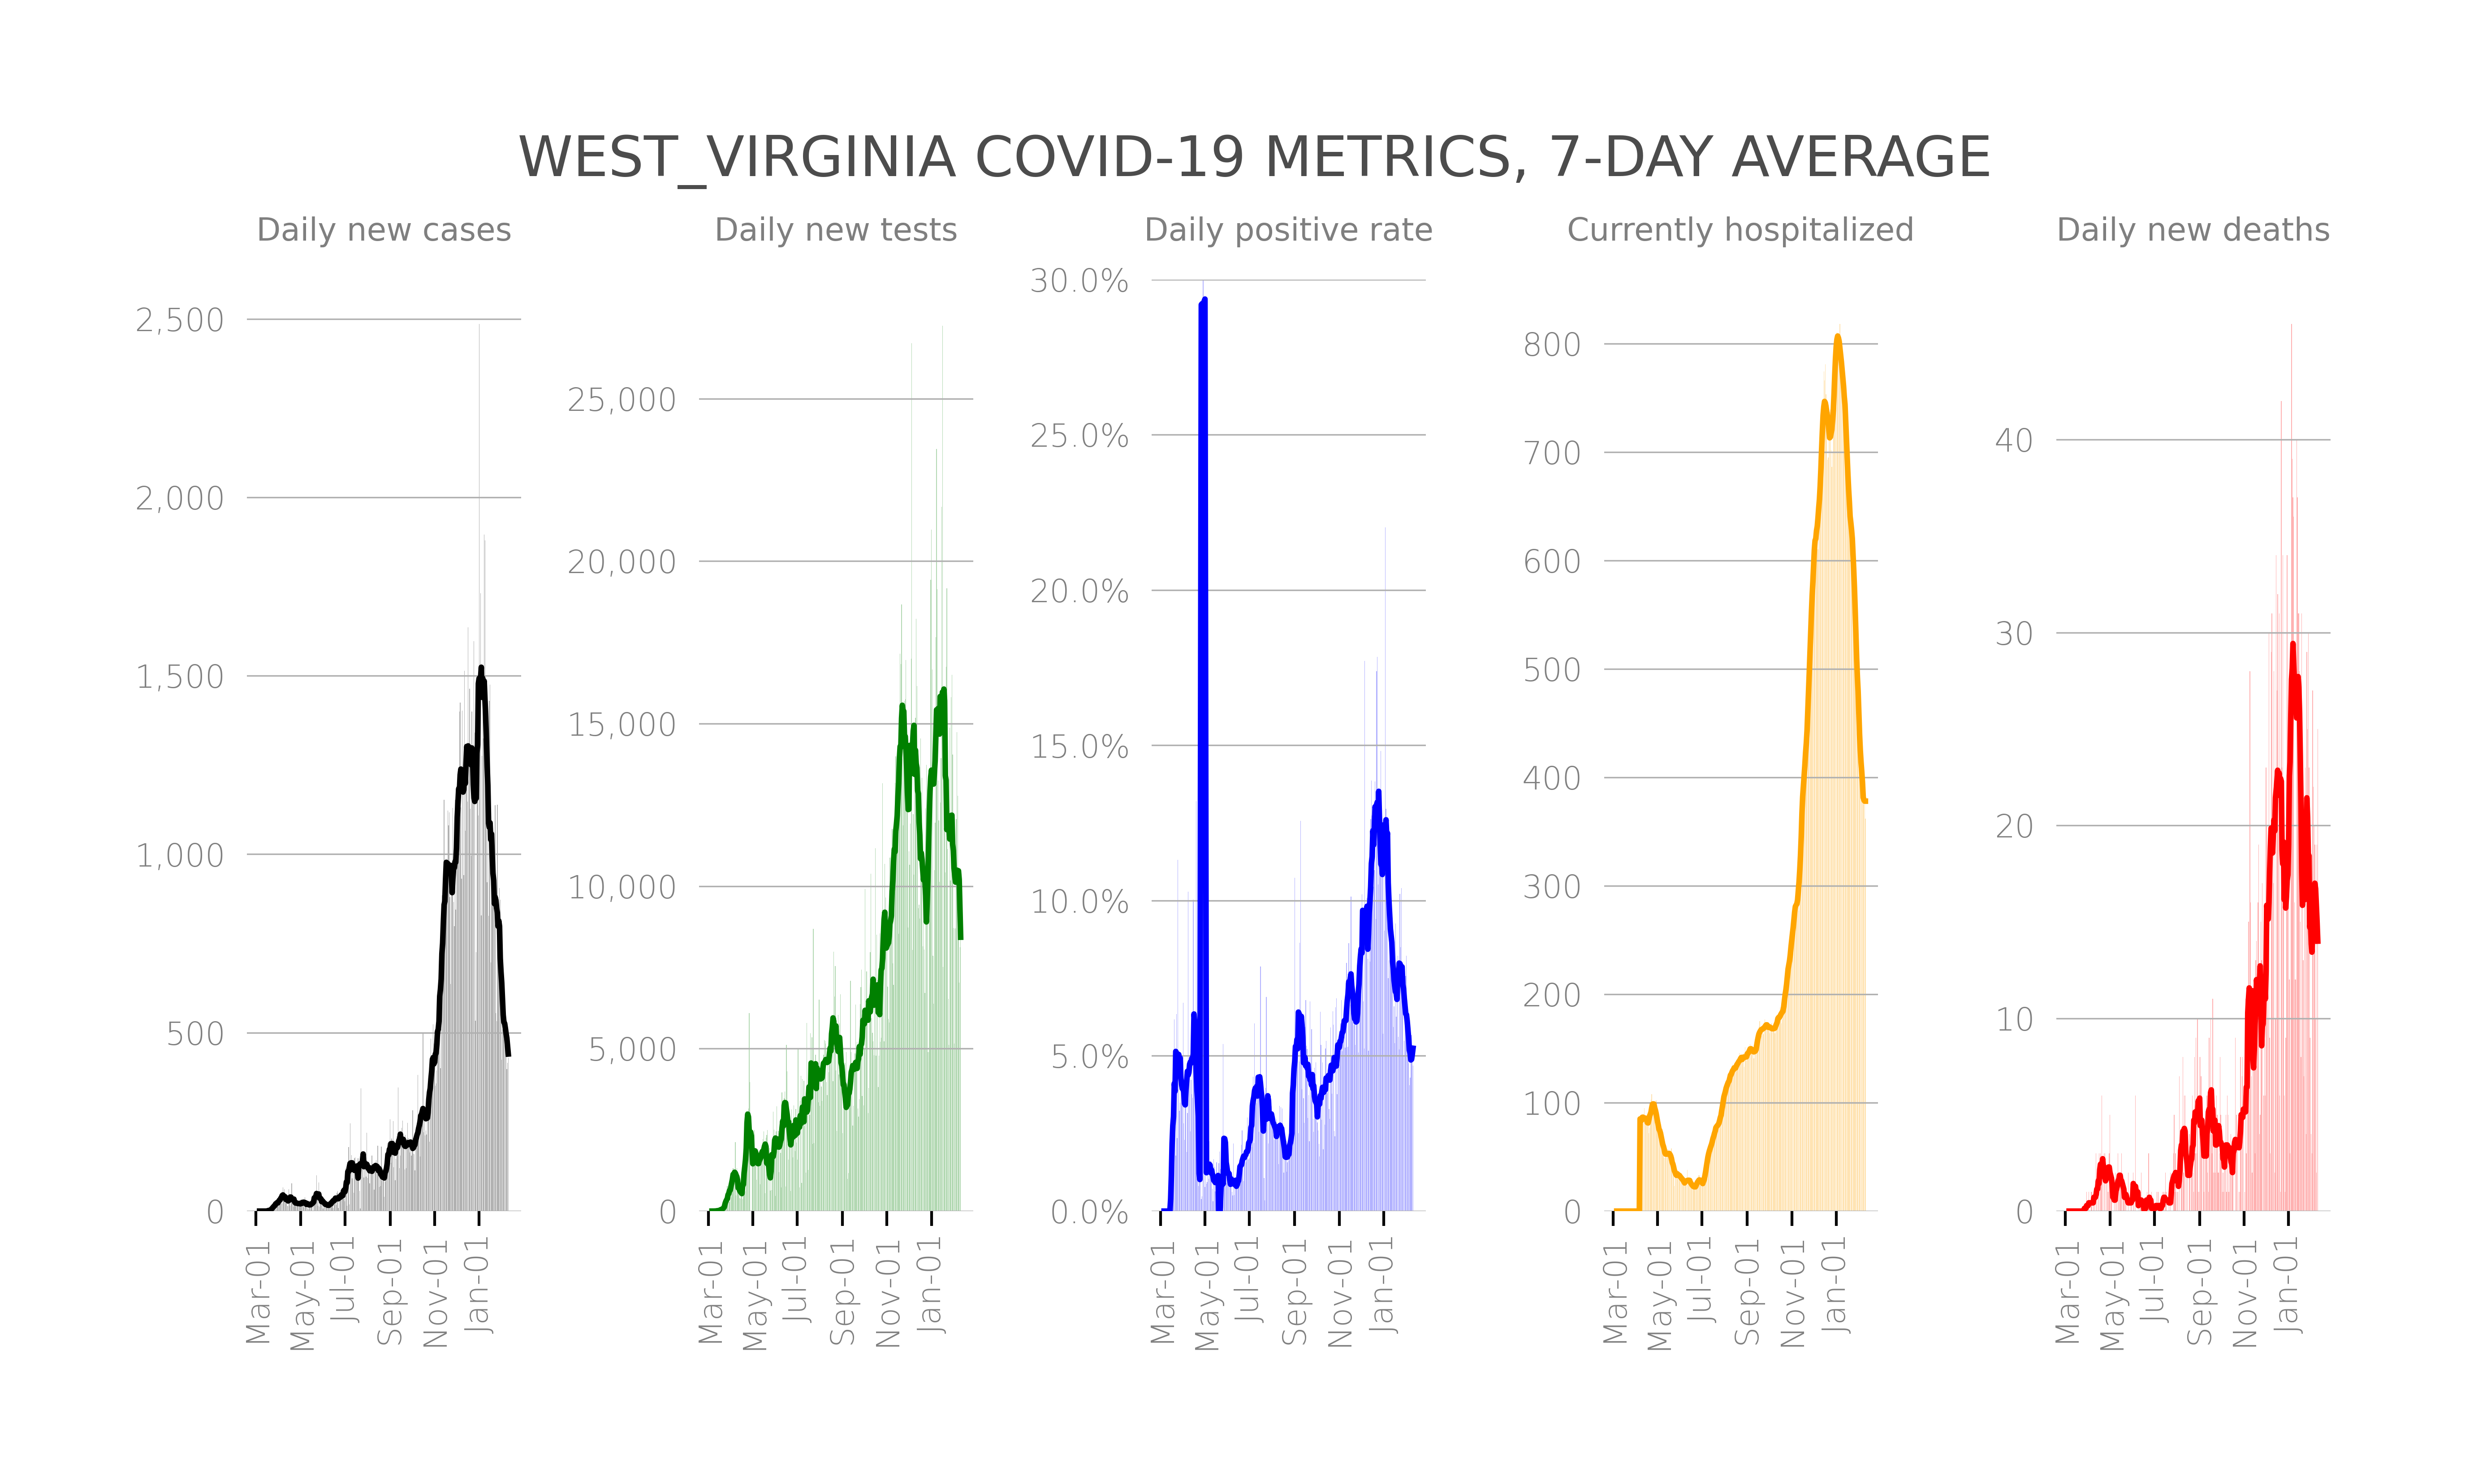 WEST_VIRGINIA COVID-19 METRICS, 7-DAY AVERAGE
Daily new cases
2,500
2,000
1,500
1,000
500
0
Mar-01
May-01
Jul-01
Sep-01
Nov-01
Jan-01
Daily new tests
25,000
20,000
15,000
10,000
5,000
0
Mar-01
May-01
Jul-01
Sep-01
Nov-01
Jan-01
Daily positive rate
30.0%
25.0%
20.0%
15.0%
10.0%
5.0%
0.0%
Mar-01
May-01
Jul-01
Sep-01
Nov-01
Jan-01
Currently hospitalized
800
700
600
500
400
300
200
100
0
Mar-01
May-01
Jul-01
Sep-01
Nov-01
Jan-01
Daily new deaths
40
30
20
10
0
Mar-01
May-01
Jul-01
Sep-01
Nov-01
Jan-01